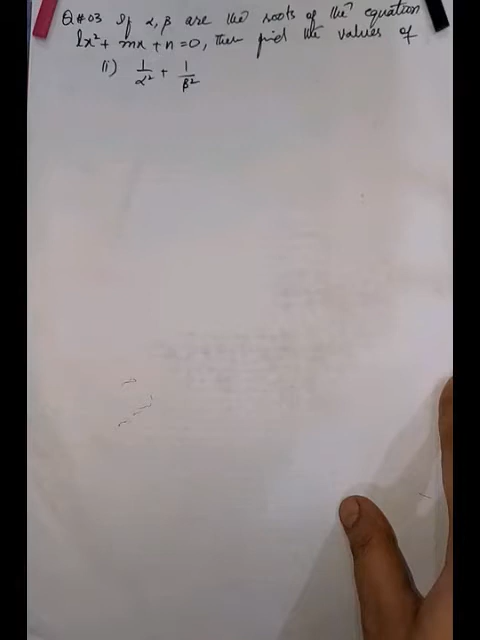 Q # 03 If α, β are the roots of the equation
lx² + mx + n = 0, then find the values of
(ii) 1/α² + 1/β²